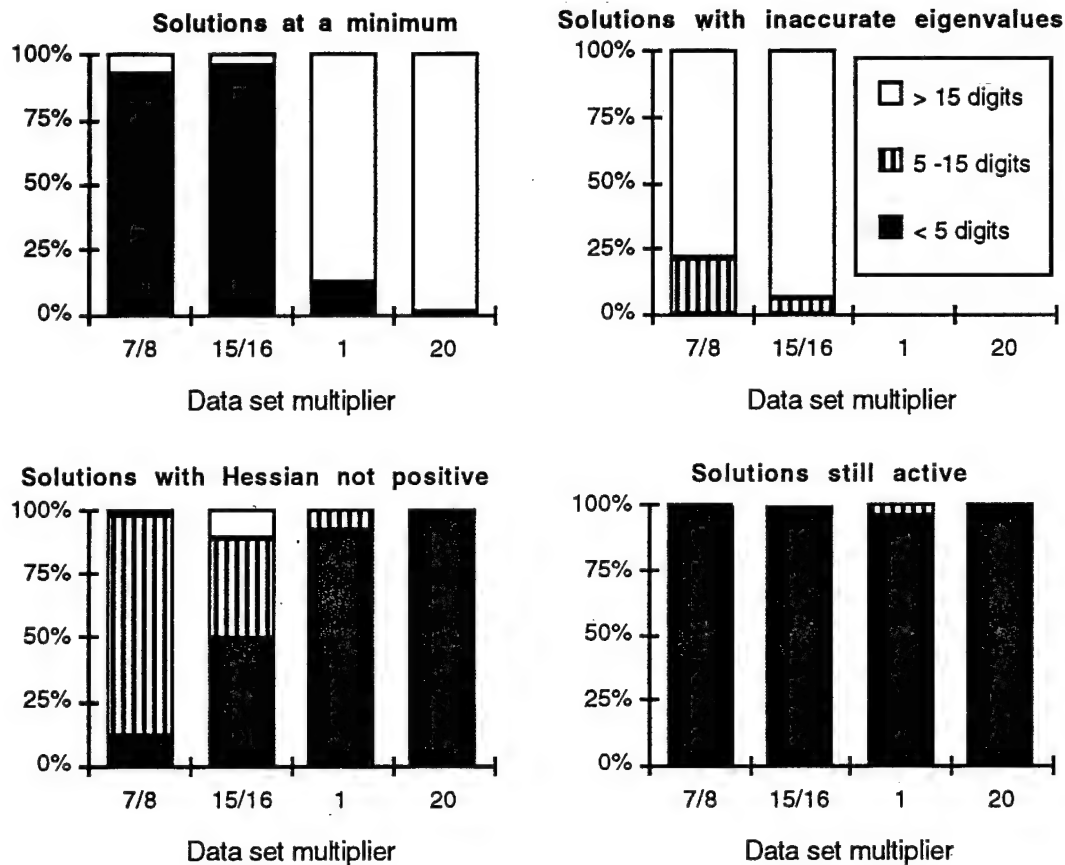 Solutions at a minimum
100%
75%
50%
25%
0%
7/8 15/16 1 20
Data set multiplier
Solutions with inaccurate eigenvalues
100%
75%
50%
25%
0%
> 15 digits
5 -15 digits
< 5 digits
7/8 15/16 1 20
Data set multiplier
Solutions with Hessian not positive
100%
75%
50%
25%
0%
7/8 15/16 1 20
Data set multiplier
Solutions still active
100%
75%
50%
25%
0%
7/8 15/16 1 20
Data set multiplier